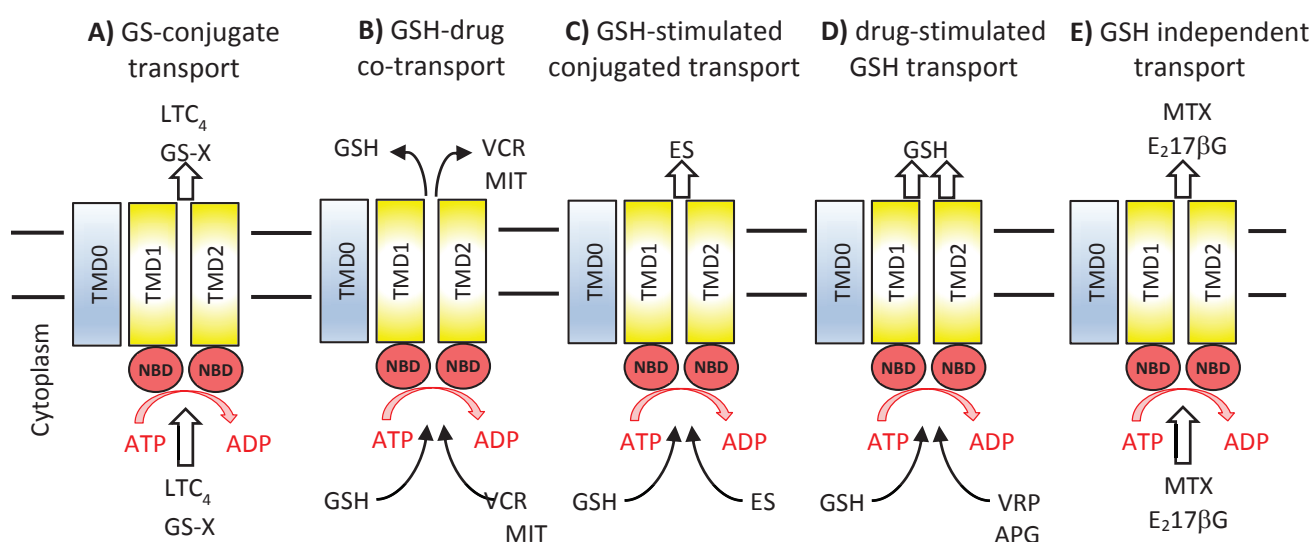 A) GS-conjugate
transport
B) GSH-drug
co-transport
C) GSH-stimulated
conjugated transport
D) drug-stimulated
GSH transport
E) GSH independent
transport
LTC4
GS-X
GSH
VCR
MIT
ES
GSH
MTX
E217βG
TMD0
TMD1
TMD2
TMD0
TMD1
TMD2
TMD0
TMD1
TMD2
TMD0
TMD1
TMD2
TMD0
TMD1
TMD2
Cytoplasm
NBD NBD
NBD NBD
NBD NBD
NBD NBD
NBD NBD
ATP ADP
ATP ADP
ATP ADP
ATP ADP
ATP ADP
LTC4
GS-X
GSH
VCR
MIT
GSH
ES
GSH
VRP
APG
MTX
E217βG